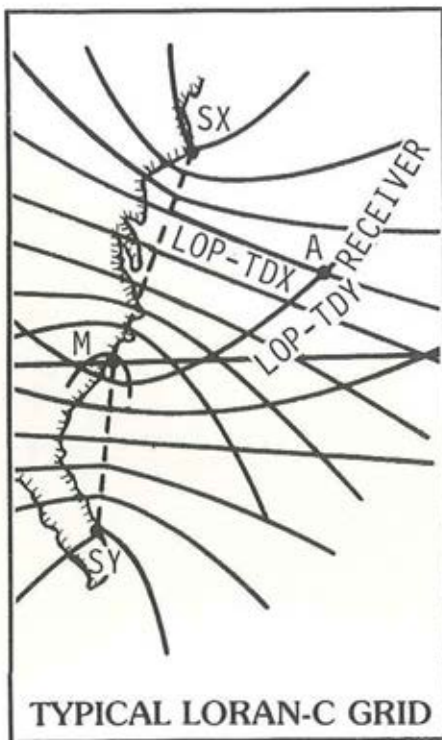 SX
RECEIVER
A
LOP-TDX
LOP-TDY
M
SY
TYPICAL LORAN-C GRID